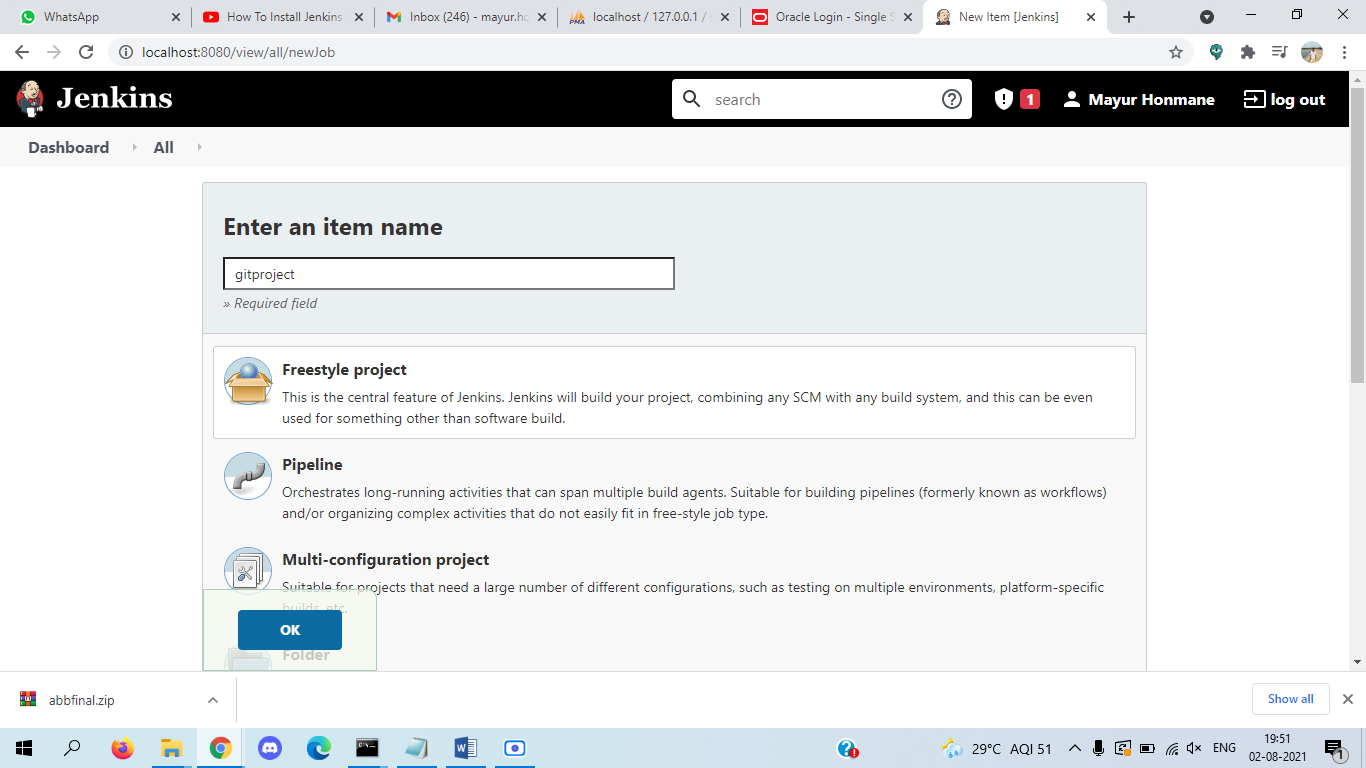 WhatsApp
How To Install Jenkins
Inbox (246) - mayur.ho
localhost / 127.0.0.1 /
Oracle Login - Single S
New Item [Jenkins]
localhost:8080/view/all/newJob
Jenkins
search
1
Mayur Honmane
log out
Dashboard
All
Enter an item name
gitproject
» Required field
Freestyle project
This is the central feature of Jenkins. Jenkins will build your project, combining any SCM with any build system, and this can be even
used for something other than software build.
Pipeline
Orchestrates long-running activities that can span multiple build agents. Suitable for building pipelines (formerly known as workflows)
and/or organizing complex activities that do not easily fit in free-style job type.
Multi-configuration project
Suitable for projects that need a large number of different configurations, such as testing on multiple environments, platform-specific
builds, etc.
OK
Folder
abbfinal.zip
Show all
29°C AQI 51
ENG
19:51
02-08-2021
1